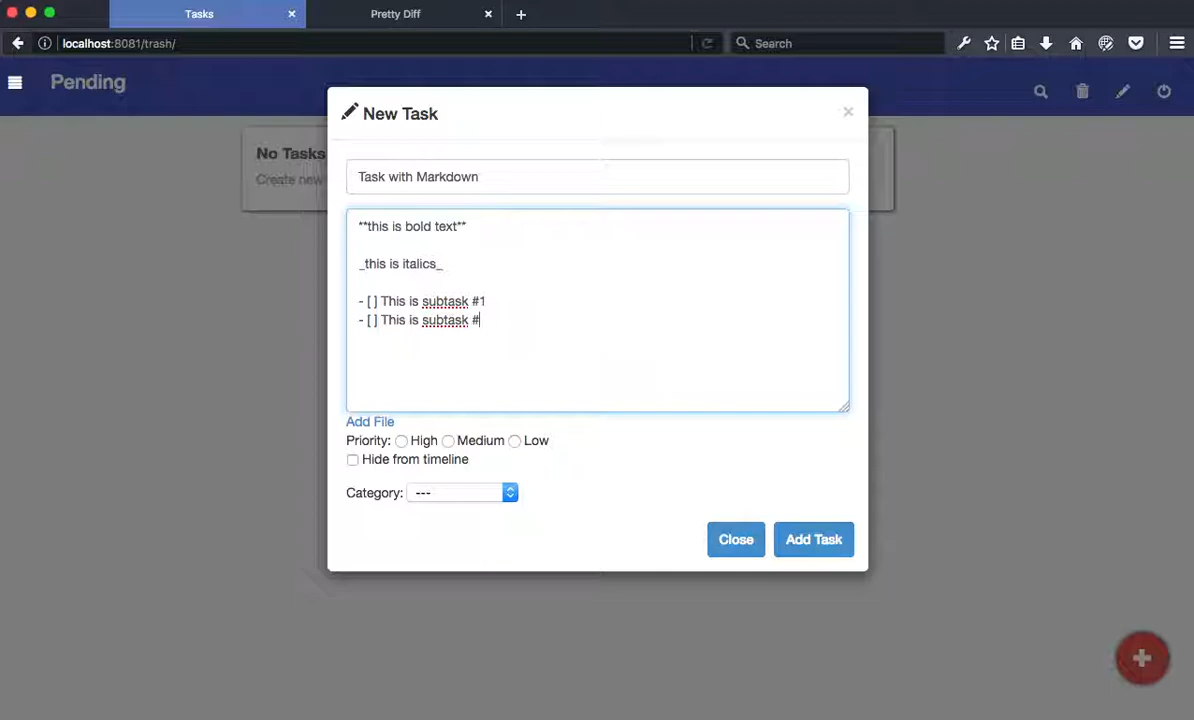 Tasks
Pretty Diff
localhost:8081/trash/
Search
Pending
New Task
No Tasks
Create new
Task with Markdown
**this is bold text**
_this is italics_
- [ ] This is subtask #1
- [ ] This is subtask #
Add File
Priority: High Medium Low
Hide from timeline
Category: ---
Close Add Task